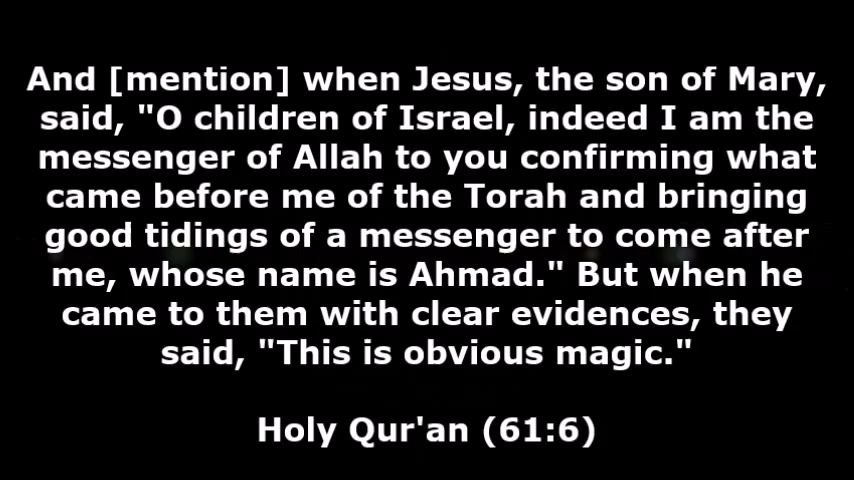 And [mention] when Jesus, the son of Mary,
said, "O children of Israel, indeed I am the
messenger of Allah to you confirming what
came before me of the Torah and bringing
good tidings of a messenger to come after
me, whose name is Ahmad." But when he
came to them with clear evidences, they
said, "This is obvious magic."
Holy Qur'an (61:6)